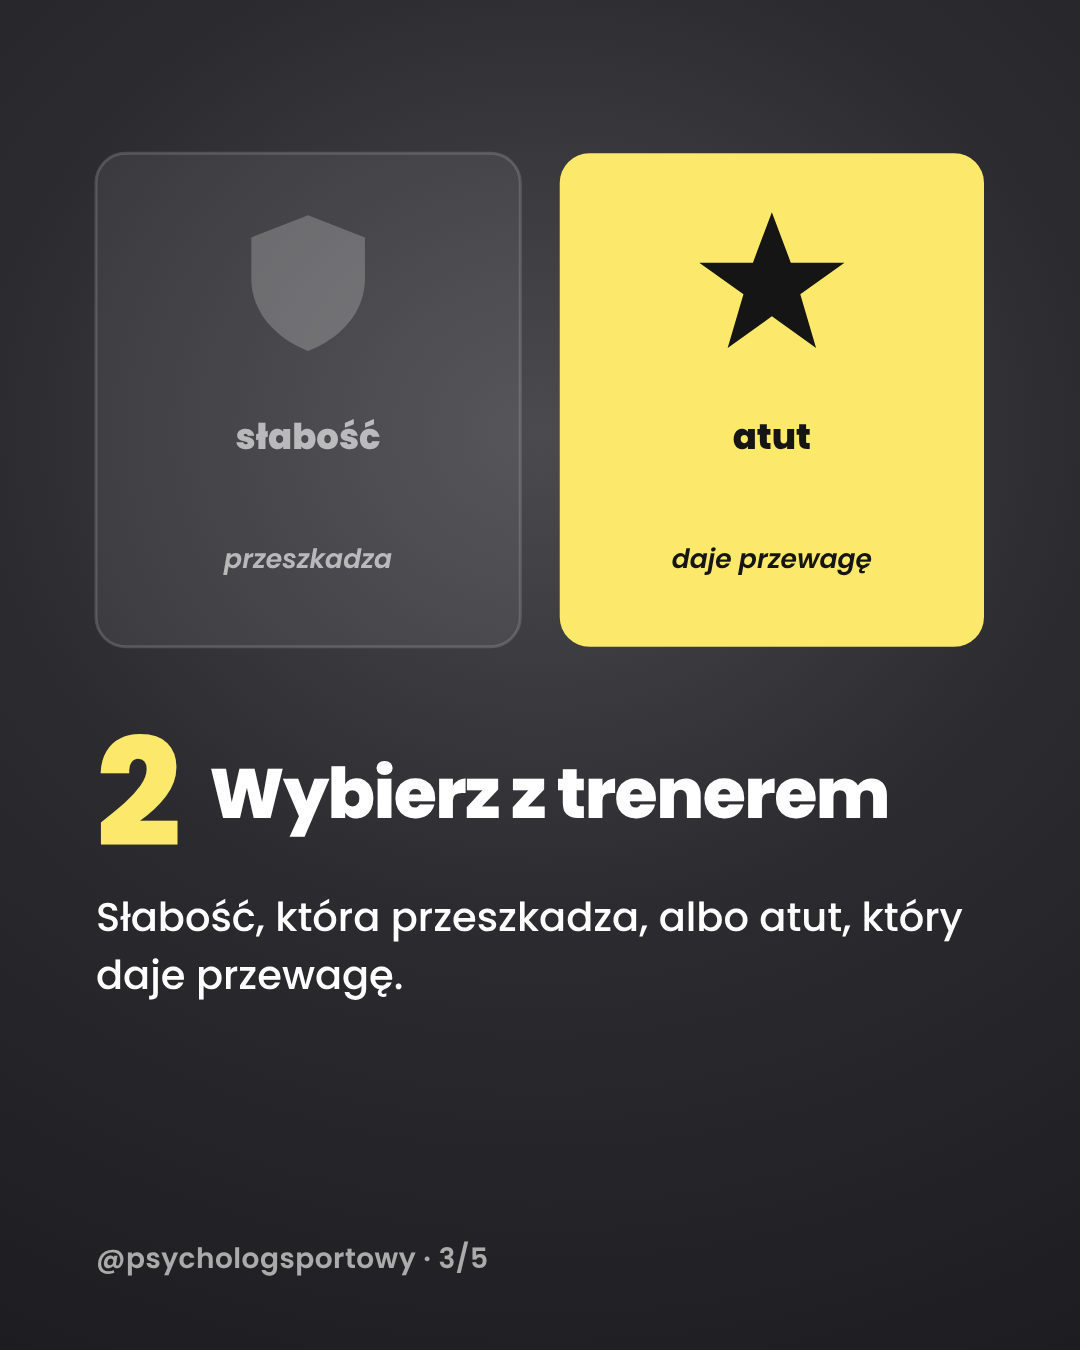 słabość
przeszkadza
atut
daje przewagę
2 Wybierz z trenerem
Słabość, która przeszkadza, albo atut, który
daje przewagę.
@psychologsportowy · 3/5